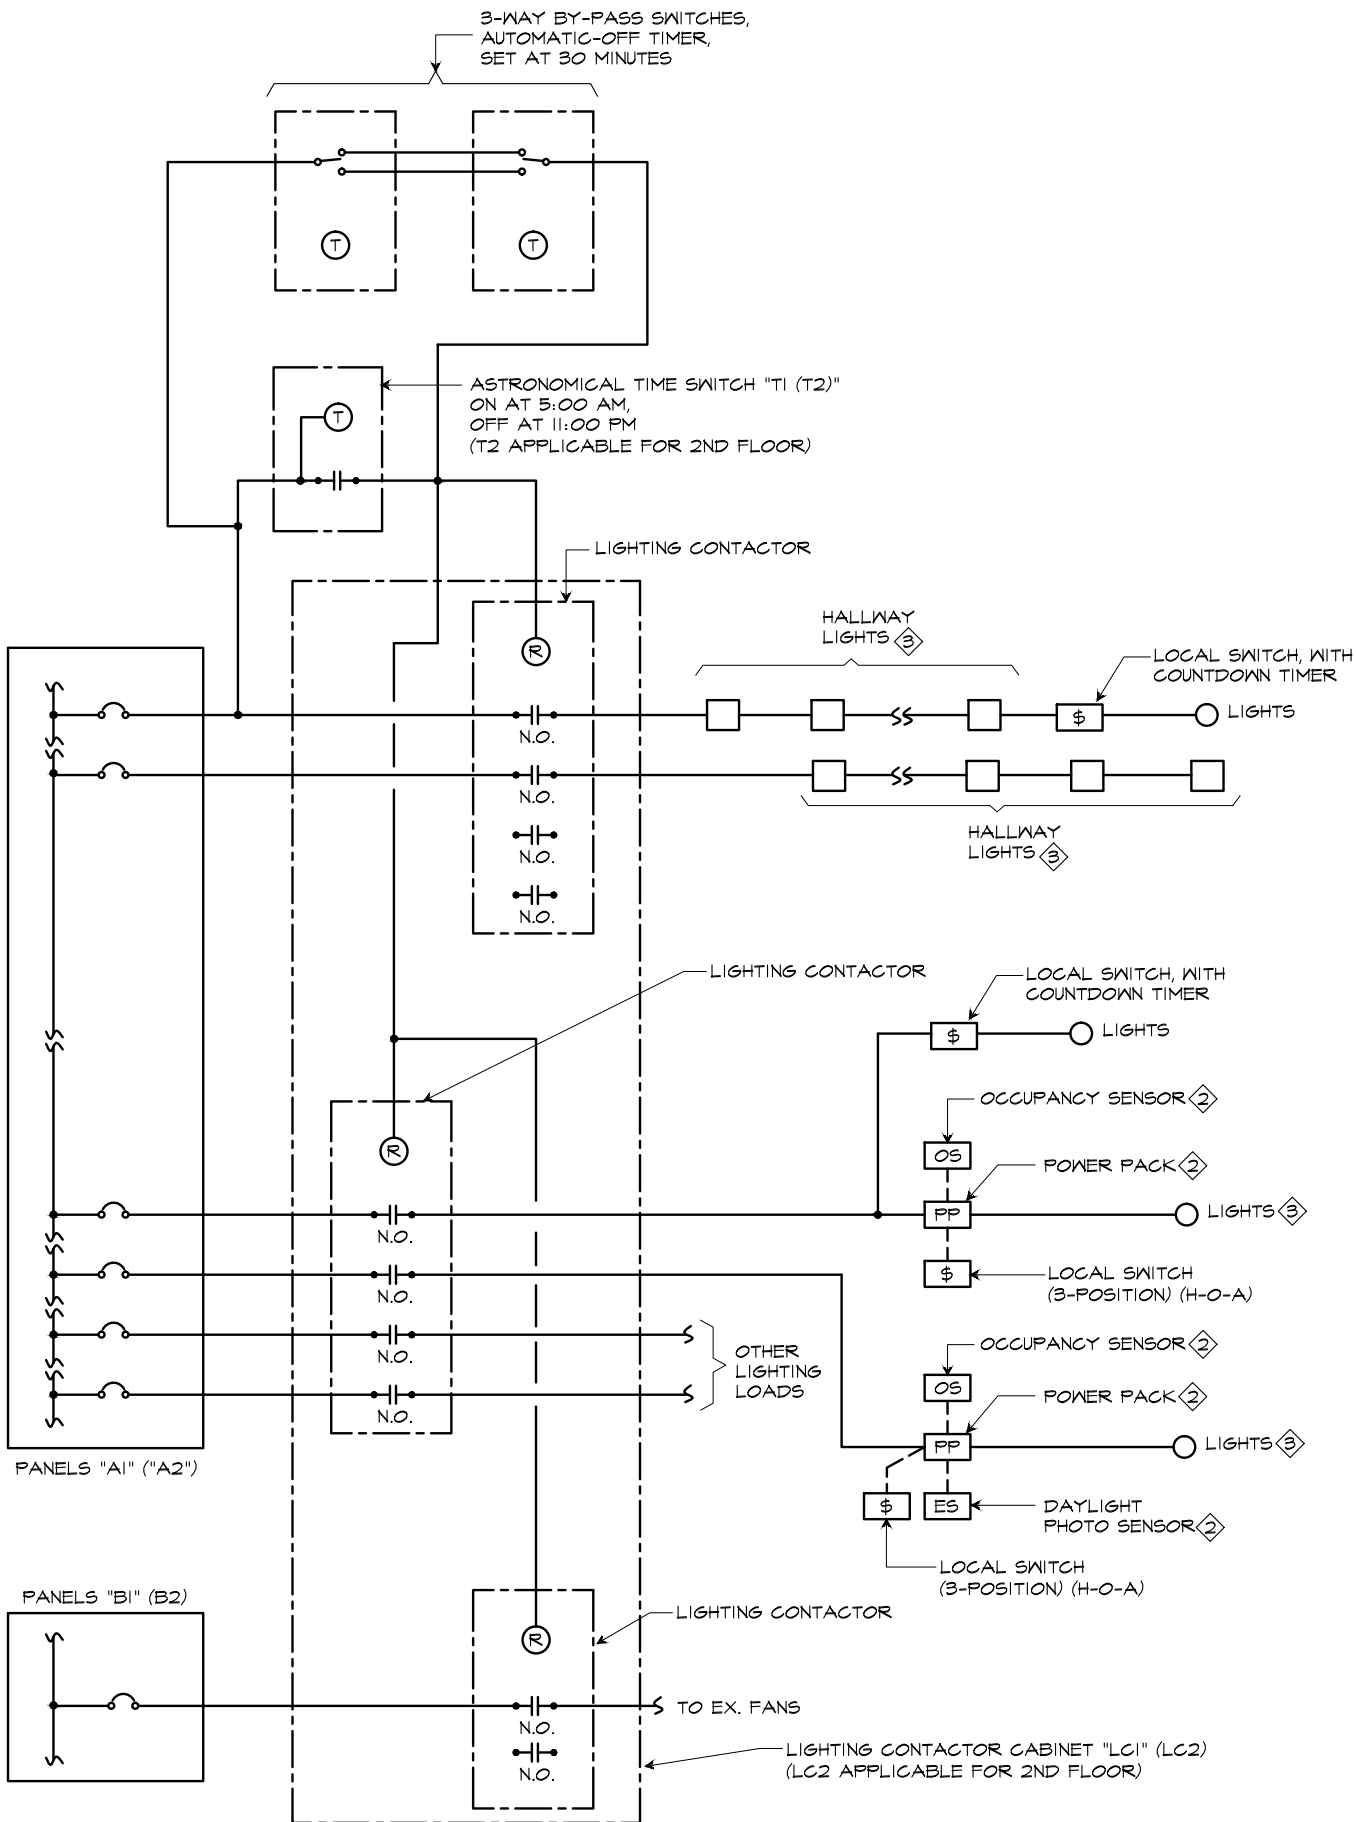 3-WAY BY-PASS SWITCHES,
AUTOMATIC-OFF TIMER,
SET AT 30 MINUTES
T
T
ASTRONOMICAL TIME SWITCH "T1 (T2)"
ON AT 5:00 AM,
OFF AT 11:00 PM
(T2 APPLICABLE FOR 2ND FLOOR)
T
LIGHTING CONTACTOR
R
HALLWAY
LIGHTS 3
LOCAL SWITCH, WITH
COUNTDOWN TIMER
$
LIGHTS
N.O.
N.O.
N.O.
N.O.
HALLWAY
LIGHTS 3
LIGHTING CONTACTOR
LOCAL SWITCH, WITH
COUNTDOWN TIMER
$
LIGHTS
OCCUPANCY SENSOR 2
OS
R
POWER PACK 2
PP
LIGHTS 3
N.O.
$
LOCAL SWITCH
(3-POSITION) (H-O-A)
N.O.
N.O.
N.O.
OTHER
LIGHTING
LOADS
OCCUPANCY SENSOR 2
OS
POWER PACK 2
PP
LIGHTS 3
$
ES
DAYLIGHT
PHOTO SENSOR 2
LOCAL SWITCH
(3-POSITION) (H-O-A)
PANELS "A1" ("A2")
PANELS "B1" (B2)
LIGHTING CONTACTOR
R
N.O.
TO EX. FANS
N.O.
LIGHTING CONTACTOR CABINET "LC1" (LC2)
(LC2 APPLICABLE FOR 2ND FLOOR)